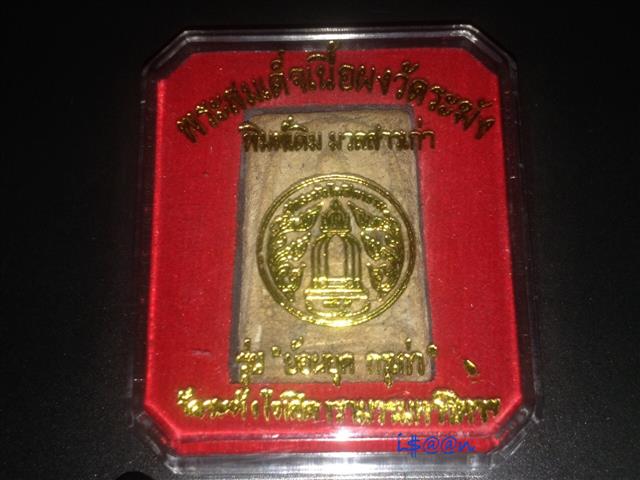 พระสมเด็จเนื้อผงวัดระฆัง
พิมพ์เดิม มวลสารเก่า
รุ่น "ย้อนยุค กรุเก่า"
วัดระฆังโฆสิตารามวรมหาวิหาร
i$@@n